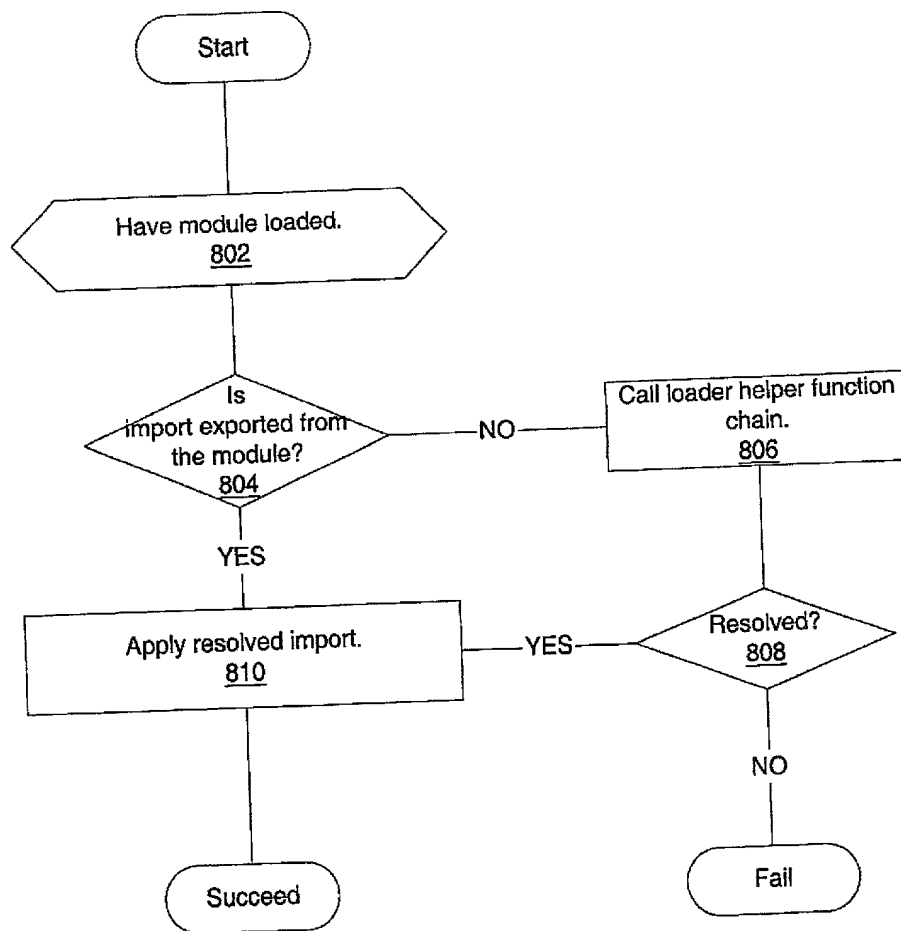 Start
Have module loaded.
802
Is
import exported from
the module?
804
NO
Call loader helper function
chain.
806
YES
Apply resolved import.
810
YES
Resolved?
808
NO
Succeed
Fail